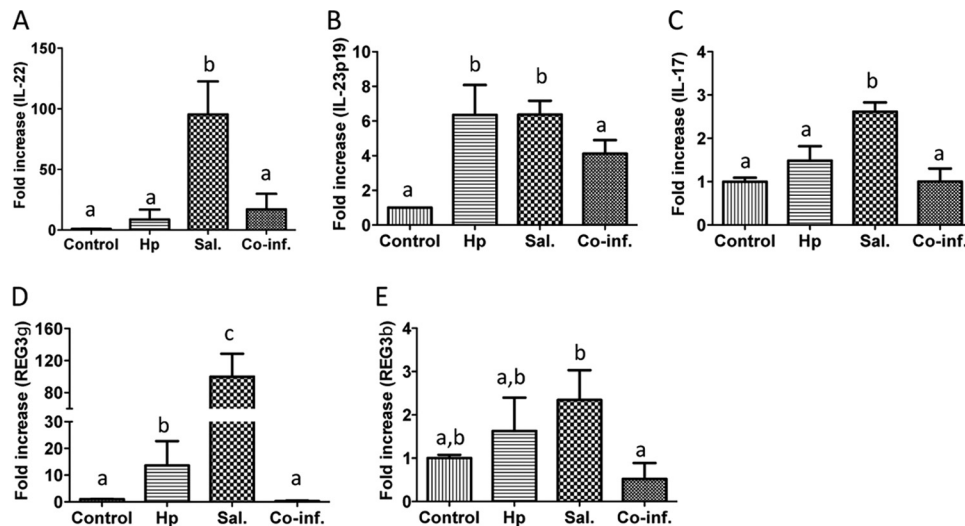 A
Fold increase (IL-22)
150
100
50
0
a
a
b
a
Control Hp Sal. Co-inf.
B
Fold increase (IL-23p19)
10
8
6
4
2
0
a
b
b
a
Control Hp Sal. Co-inf.
C
Fold increase (IL-17)
4
3
2
1
0
a
a
b
a
Control Hp Sal. Co-inf.
D
Fold increase (REG3g)
160
120
80
30
20
10
0
a
b
c
a
Control Hp Sal. Co-inf.
E
Fold increase (REG3b)
4
3
2
1
0
a,b
a,b
b
a
Control Hp Sal. Co-inf.